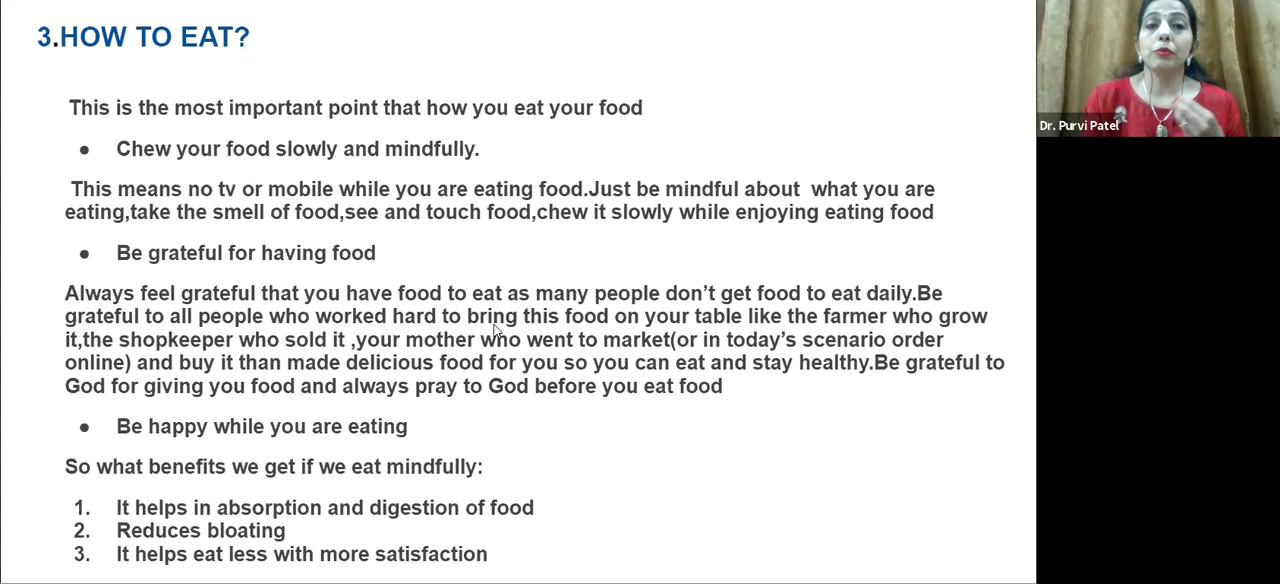 3.HOW TO EAT?
This is the most important point that how you eat your food
● Chew your food slowly and mindfully.
This means no tv or mobile while you are eating food.Just be mindful about  what you are
eating,take the smell of food,see and touch food,chew it slowly while enjoying eating food
● Be grateful for having food
Always feel grateful that you have food to eat as many people don’t get food to eat daily.Be
grateful to all people who worked hard to bring this food on your table like the farmer who grow
it,the shopkeeper who sold it ,your mother who went to market(or in today’s scenario order
online) and buy it than made delicious food for you so you can eat and stay healthy.Be grateful to
God for giving you food and always pray to God before you eat food
● Be happy while you are eating
So what benefits we get if we eat mindfully:
1. It helps in absorption and digestion of food
2. Reduces bloating
3. It helps eat less with more satisfaction
Dr. Purvi Patel